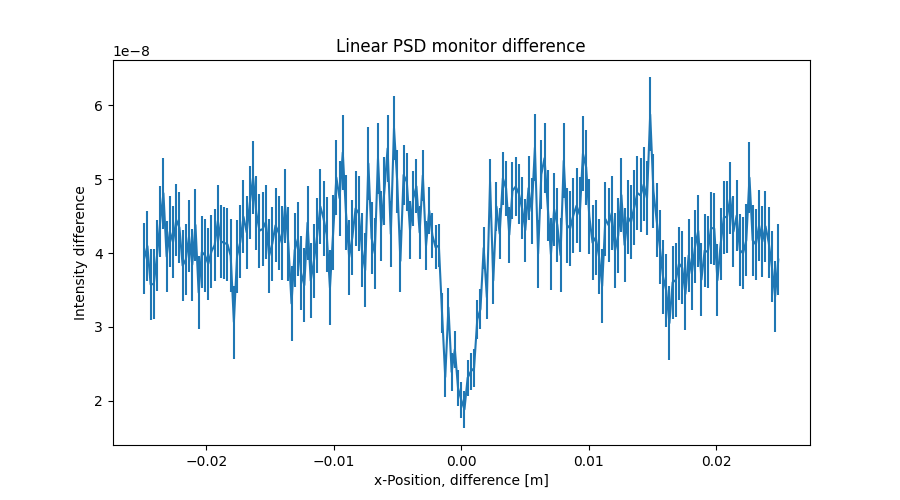 Linear PSD monitor difference
1e−8
6
5
4
3
2
Intensity difference
−0.02 −0.01 0.00 0.01 0.02
x-Position, difference [m]